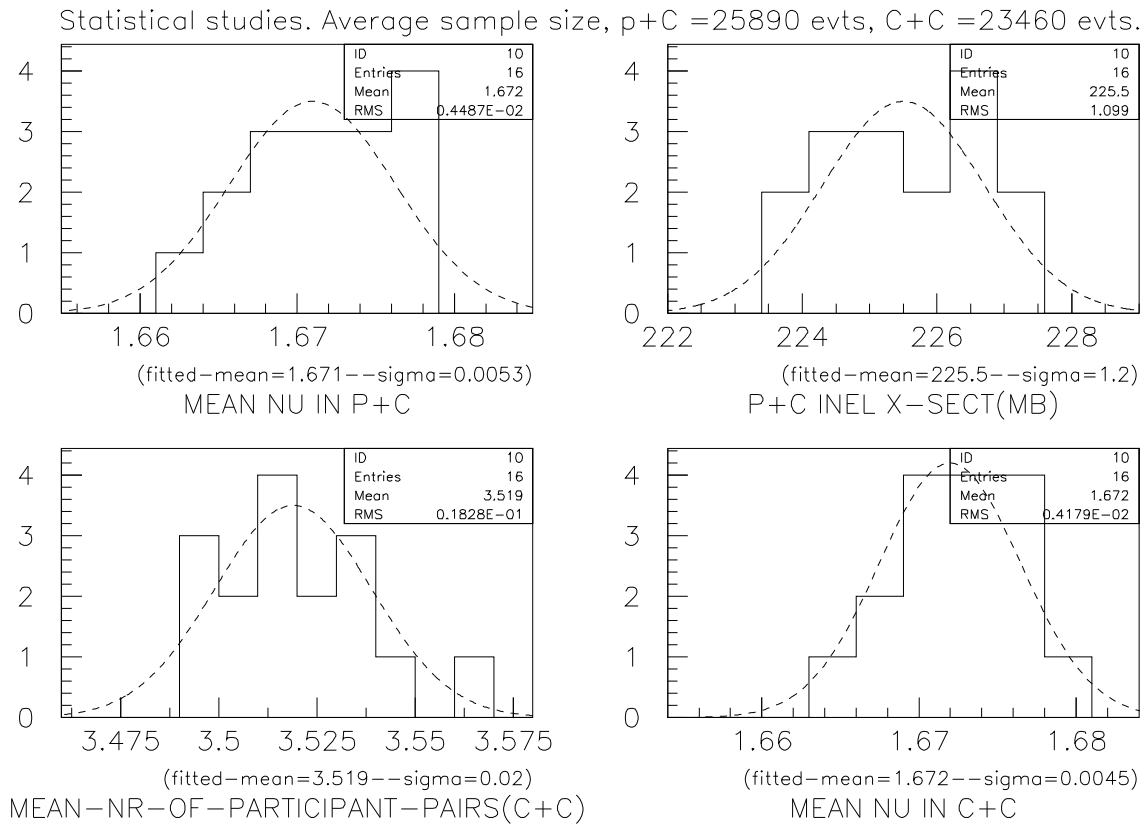 Statistical studies. Average sample size, p+C =25890 evts, C+C =23460 evts.
ID 10
Entries 16
Mean 1.672
RMS 0.4487E-02
4
3
2
1
0
1.66 1.67 1.68
(fitted-mean=1.671--sigma=0.0053)
MEAN NU IN P+C
ID 10
Entries 16
Mean 225.5
RMS 1.099
4
3
2
1
0
222 224 226 228
(fitted-mean=225.5--sigma=1.2)
P+C INEL X-SECT(MB)
ID 10
Entries 16
Mean 3.519
RMS 0.1828E-01
4
3
2
1
0
3.475 3.5 3.525 3.55 3.575
(fitted-mean=3.519--sigma=0.02)
MEAN-NR-OF-PARTICIPANT-PAIRS(C+C)
ID 10
Entries 16
Mean 1.672
RMS 0.4179E-02
4
3
2
1
0
1.66 1.67 1.68
(fitted-mean=1.672--sigma=0.0045)
MEAN NU IN C+C